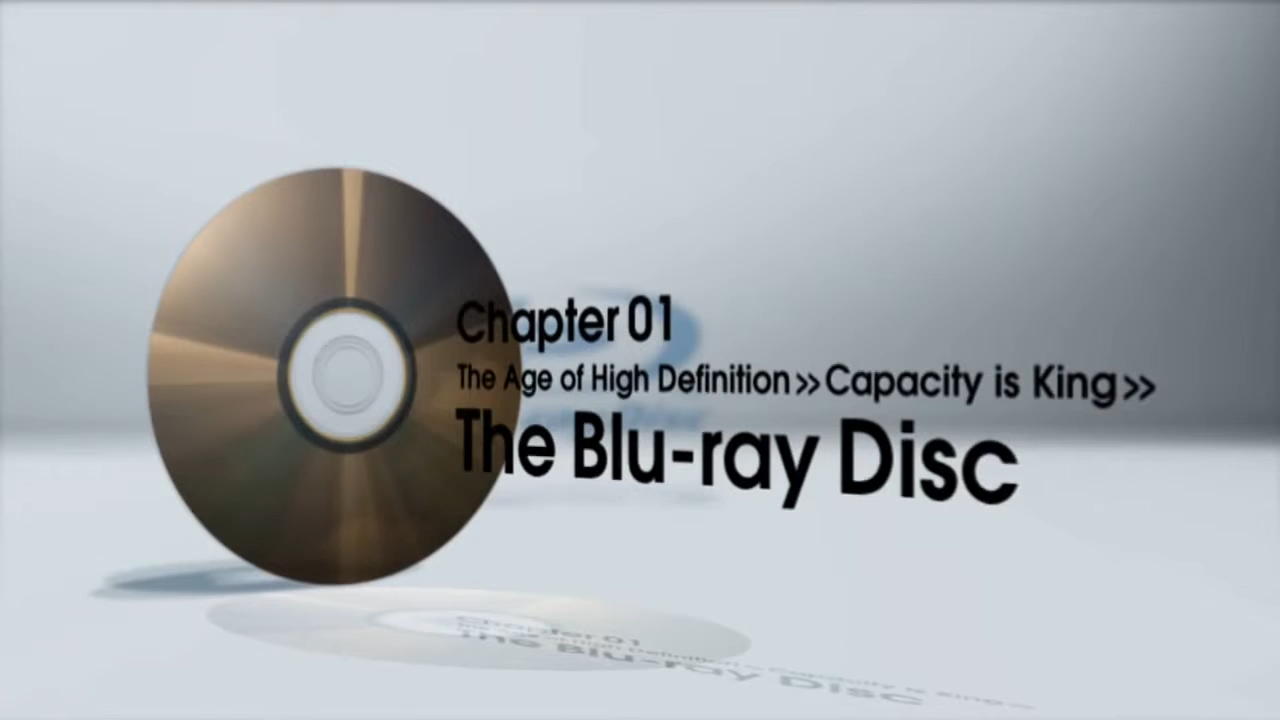 Chapter 01
The Age of High Definition>>Capacity is King>>
The Blu-ray Disc